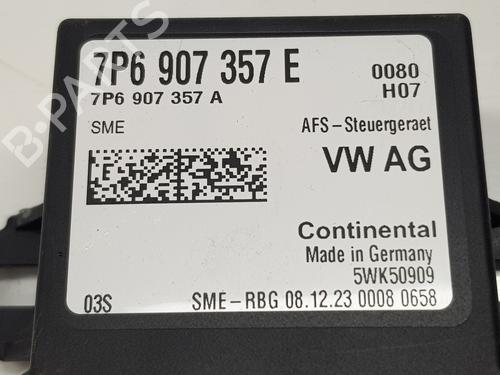 7P6 907 357 E
0080
7P6 907 357 A
H07
SME
AFS-Steuergeraet
VW AG
Continental
Made in Germany
5WK50909
03S
SME-RBG 08.12.23 0008 0658
B-PARTS